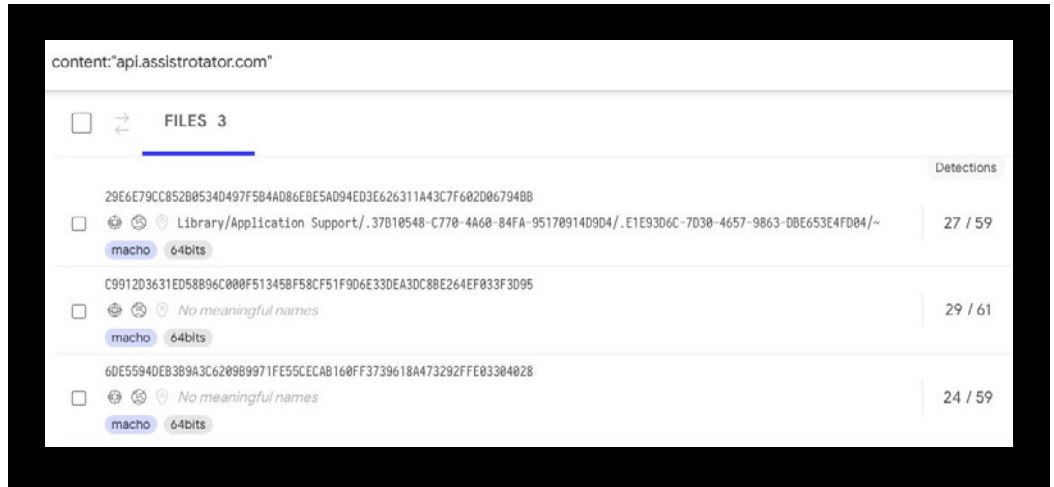 content:"api.assistrotator.com"
FILES 3
Detections
29E6E79CC852B0534D497F5B4AD86EBE5AD94ED3E626311A43C7F602D06794BB
Library/Application Support/.37B10548-C770-4A60-84FA-95170914D9D4/.E1E93D6C-7D30-4657-9863-DBE653E4FD04/~
27 / 59
macho 64bits
C9912D3631ED58B96C000F51345BF58CF51F9D6E33DEA3DC8BE264EF033F3D95
No meaningful names
29 / 61
macho 64bits
6DE5594DEB3B9A3C6209B9971FE55CECAB160FF3739618A473292FFE03304028
No meaningful names
24 / 59
macho 64bits